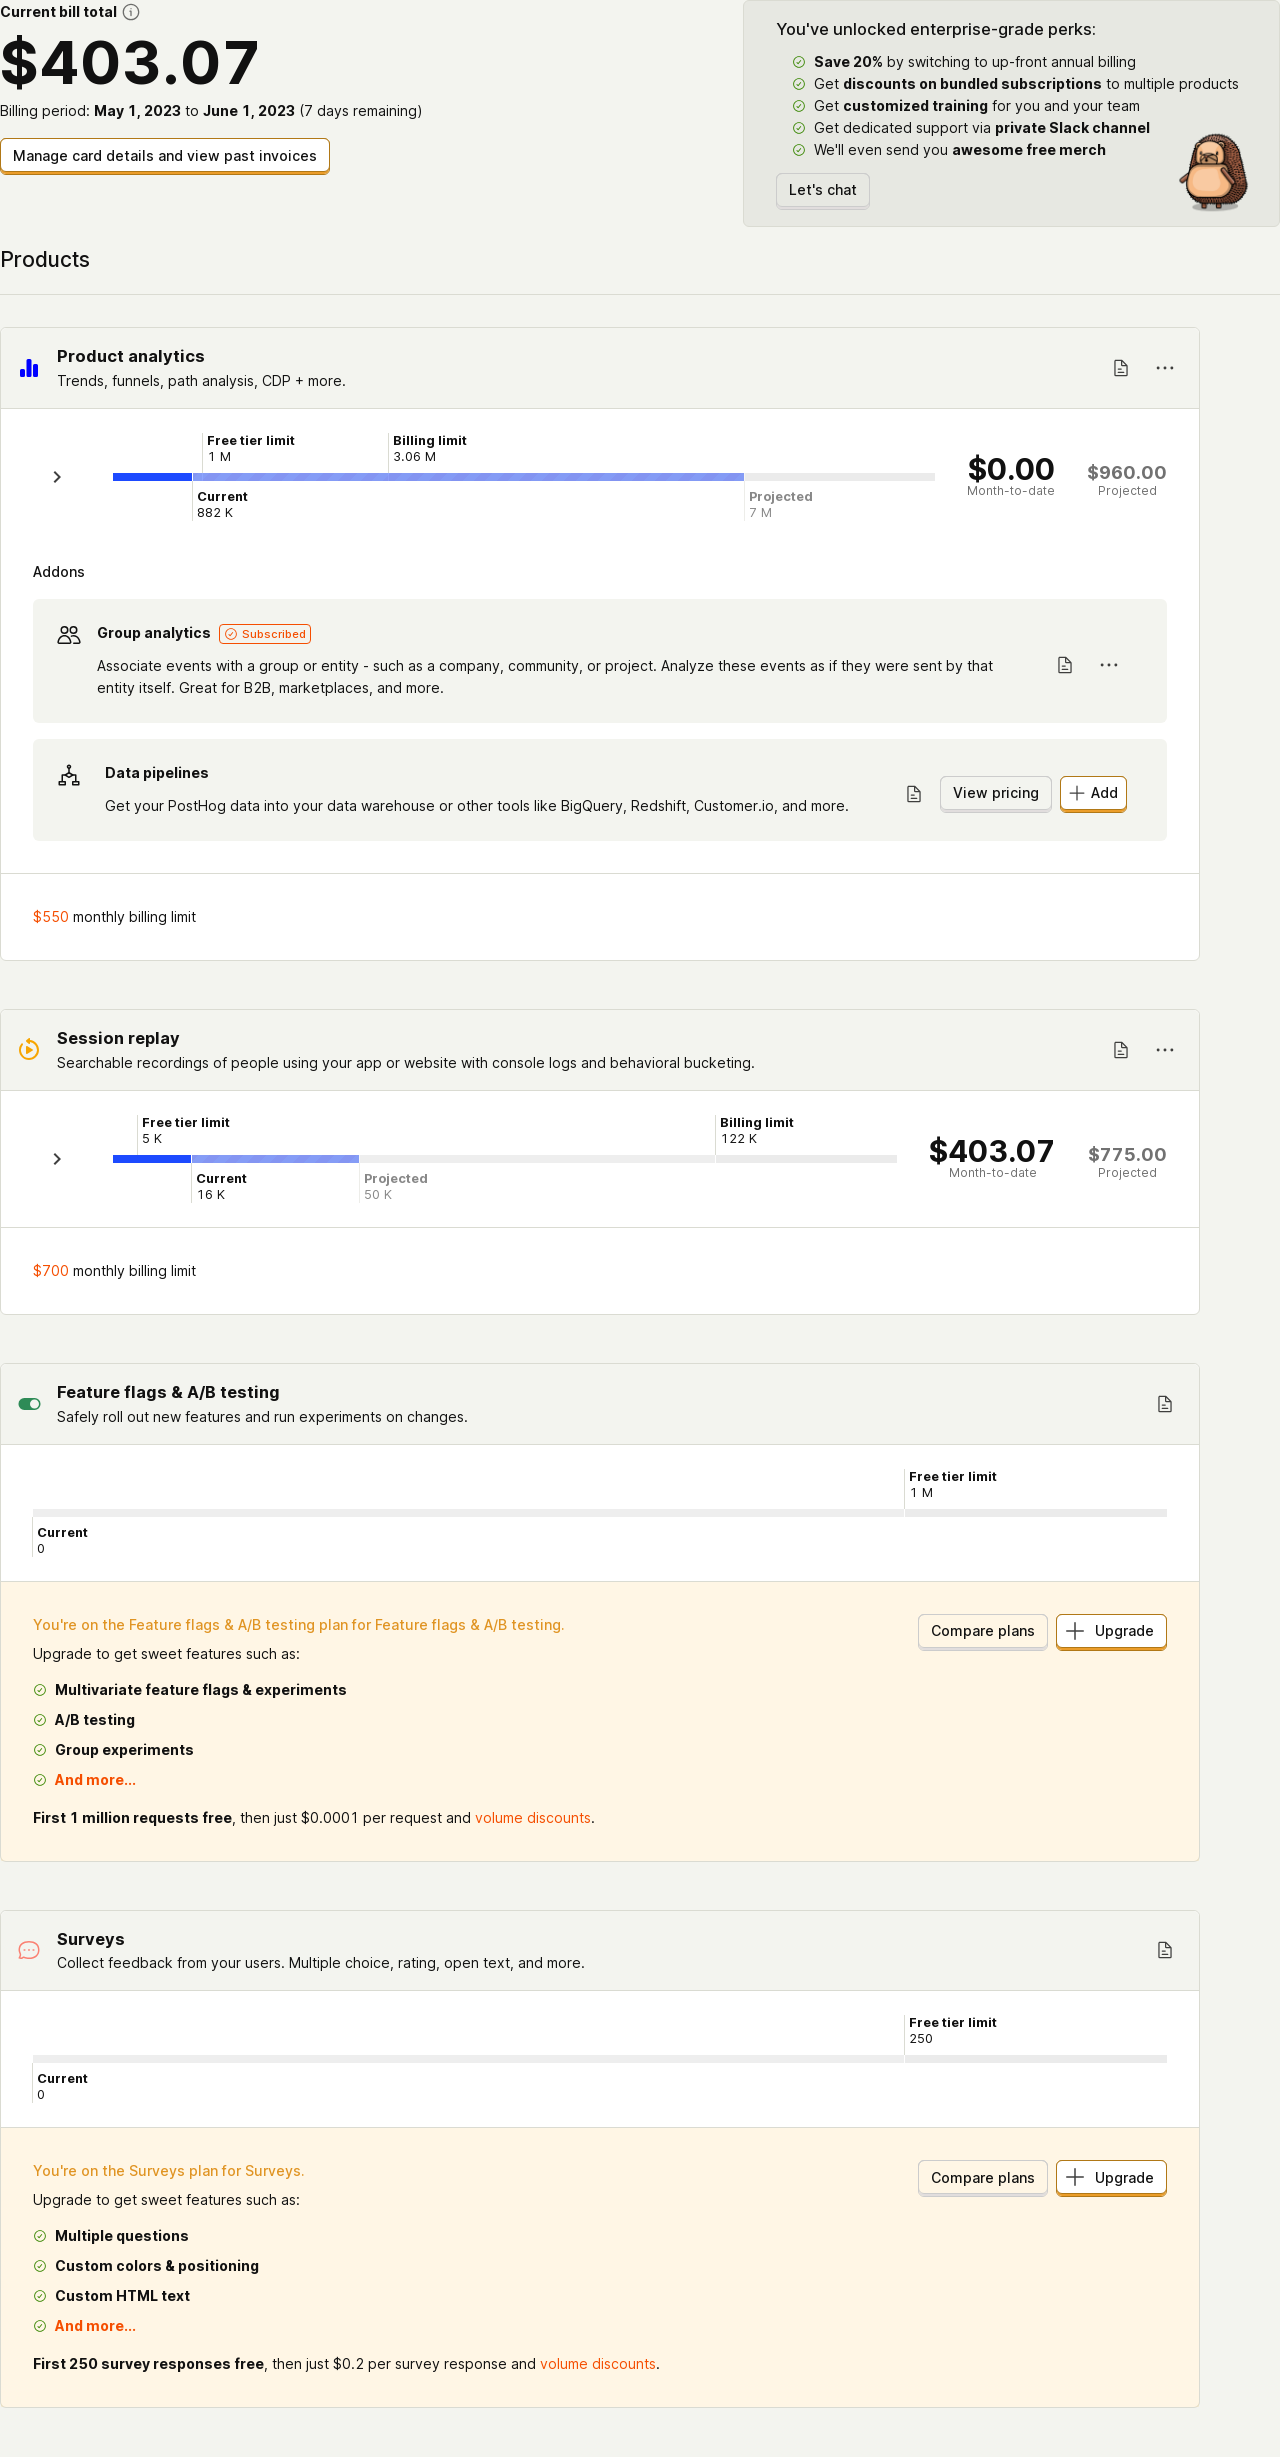 Current bill total
$403.07
Billing period: May 1, 2023 to June 1, 2023 (7 days remaining)
Manage card details and view past invoices
You've unlocked enterprise-grade perks:
Save 20% by switching to up-front annual billing
Get discounts on bundled subscriptions to multiple products
Get customized training for you and your team
Get dedicated support via private Slack channel
We'll even send you awesome free merch
Let's chat
Products
Product analytics
Trends, funnels, path analysis, CDP + more.
Free tier limit
1 M
Billing limit
3.06 M
Current
882 K
Projected
7 M
$0.00
Month-to-date
$960.00
Projected
Addons
Group analytics Subscribed
Associate events with a group or entity - such as a company, community, or project. Analyze these events as if they were sent by that
entity itself. Great for B2B, marketplaces, and more.
Data pipelines
Get your PostHog data into your data warehouse or other tools like BigQuery, Redshift, Customer.io, and more.
View pricing
Add
$550 monthly billing limit
Session replay
Searchable recordings of people using your app or website with console logs and behavioral bucketing.
Free tier limit
5 K
Billing limit
122 K
Current
16 K
Projected
50 K
$403.07
Month-to-date
$775.00
Projected
$700 monthly billing limit
Feature flags & A/B testing
Safely roll out new features and run experiments on changes.
Free tier limit
1 M
Current
0
You're on the Feature flags & A/B testing plan for Feature flags & A/B testing.
Upgrade to get sweet features such as:
Compare plans
Upgrade
Multivariate feature flags & experiments
A/B testing
Group experiments
And more...
First 1 million requests free, then just $0.0001 per request and volume discounts.
Surveys
Collect feedback from your users. Multiple choice, rating, open text, and more.
Free tier limit
250
Current
0
You're on the Surveys plan for Surveys.
Upgrade to get sweet features such as:
Compare plans
Upgrade
Multiple questions
Custom colors & positioning
Custom HTML text
And more...
First 250 survey responses free, then just $0.2 per survey response and volume discounts.